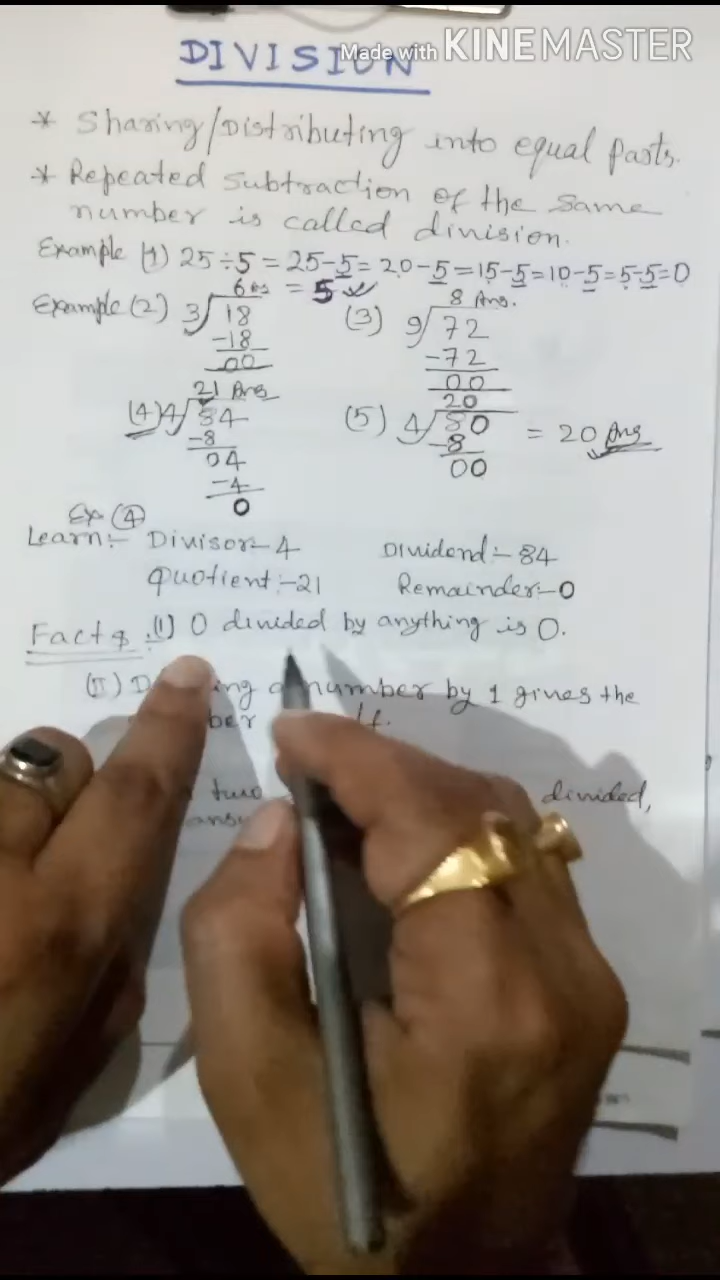 DIVISION
Made with KINEMASTER
* Sharing/Distributing into equal parts.
* Repeated subtraction of the same
number is called division.
Example (1) 25÷5 = 25-5= 20-5=15-5=10-5=5-5=0
= 5
Example (2) 3)18
6 Ans
-18
00
(3) 9)72
8 Ans.
-72
00
(4) 4)84
21 Ans
-8
04
-4
0
(5) 4)80 = 20 Ans
20
-8
00
Ex (4)
Learn:- Divisor-4 Dividend:-84
Quotient:-21 Remainder:-0
Facts :(I) 0 divided by anything is 0.
(II) number by 1 gives the
two divided,